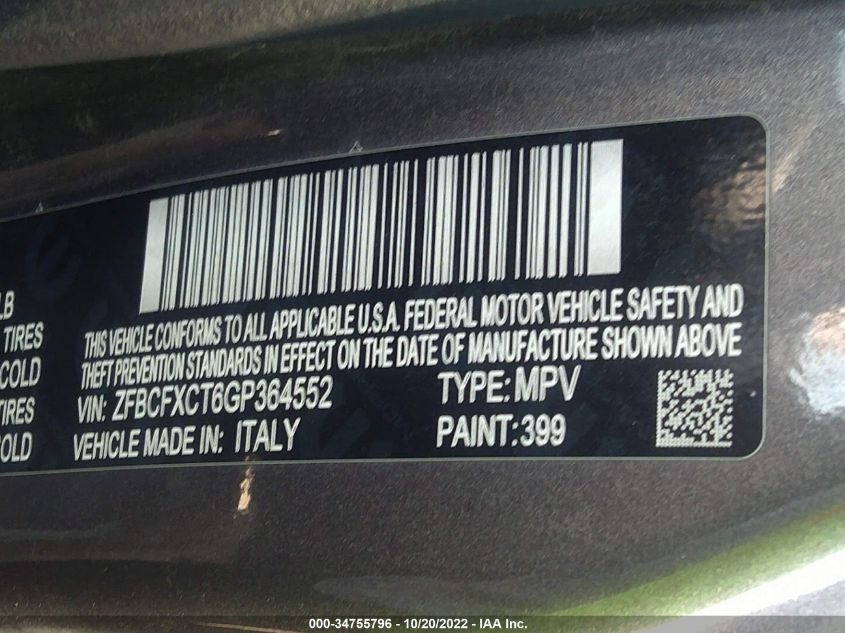 LB
TIRES
COLD
TIRES
COLD
THIS VEHICLE CONFORMS TO ALL APPLICABLE U.S.A. FEDERAL MOTOR VEHICLE SAFETY AND
THEFT PREVENTION STANDARDS IN EFFECT ON THE DATE OF MANUFACTURE SHOWN ABOVE
VIN: ZFBCFXCT6GP364552
TYPE: MPV
VEHICLE MADE IN: ITALY
PAINT: 399
000-34755796 - 10/20/2022 - IAA Inc.